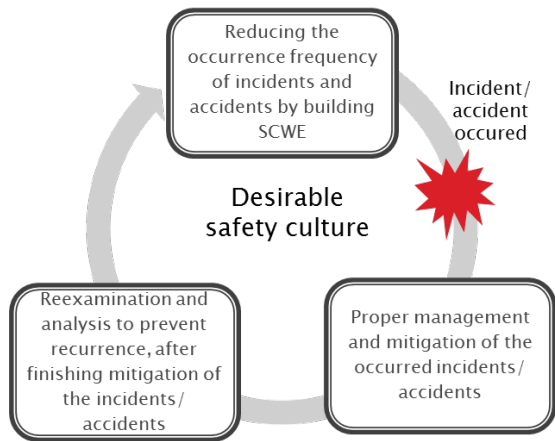 Reducing the
occurrence frequency
of incidents and
accidents by building
SCWE
Incident/
accident
occured
Desirable
safety culture
Proper management
and mitigation of the
occurred incidents/
accidents
Reexamination and
analysis to prevent
recurrence, after
finishing mitigation of
the incidents/
accidents